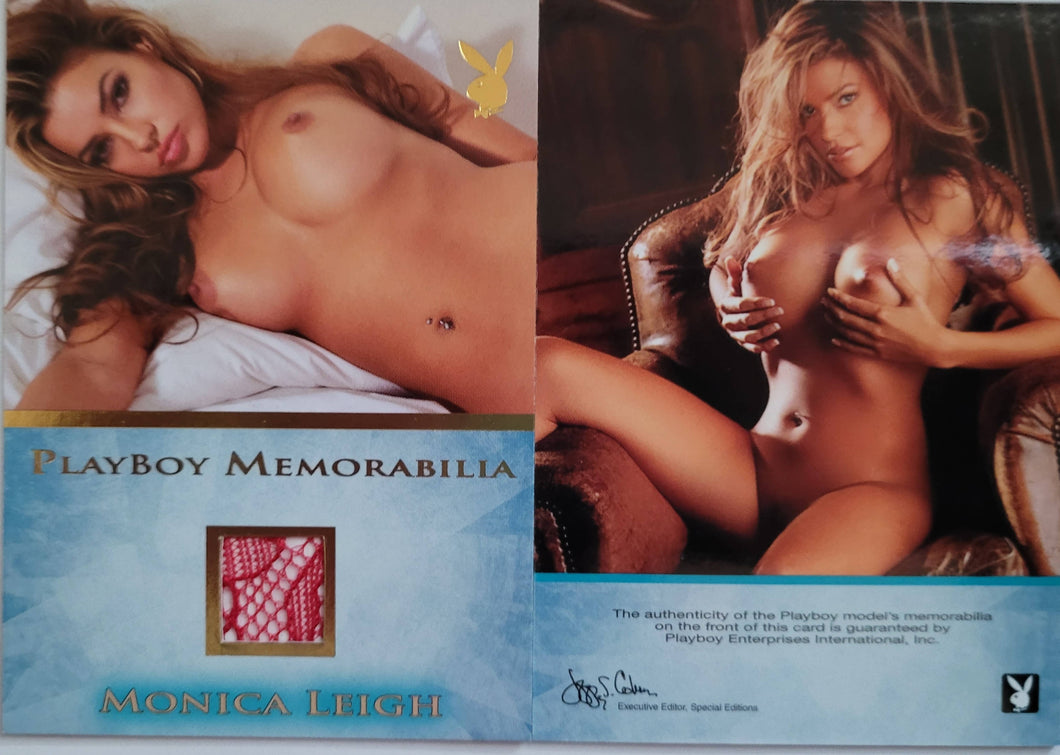 PLAYBOY MEMORABILIA
MONICA LEIGH
The authenticity of the Playboy model's memorabilia
on the front of this card is guaranteed by
Playboy Enterprises International, Inc.
Executive Editor, Special Editions